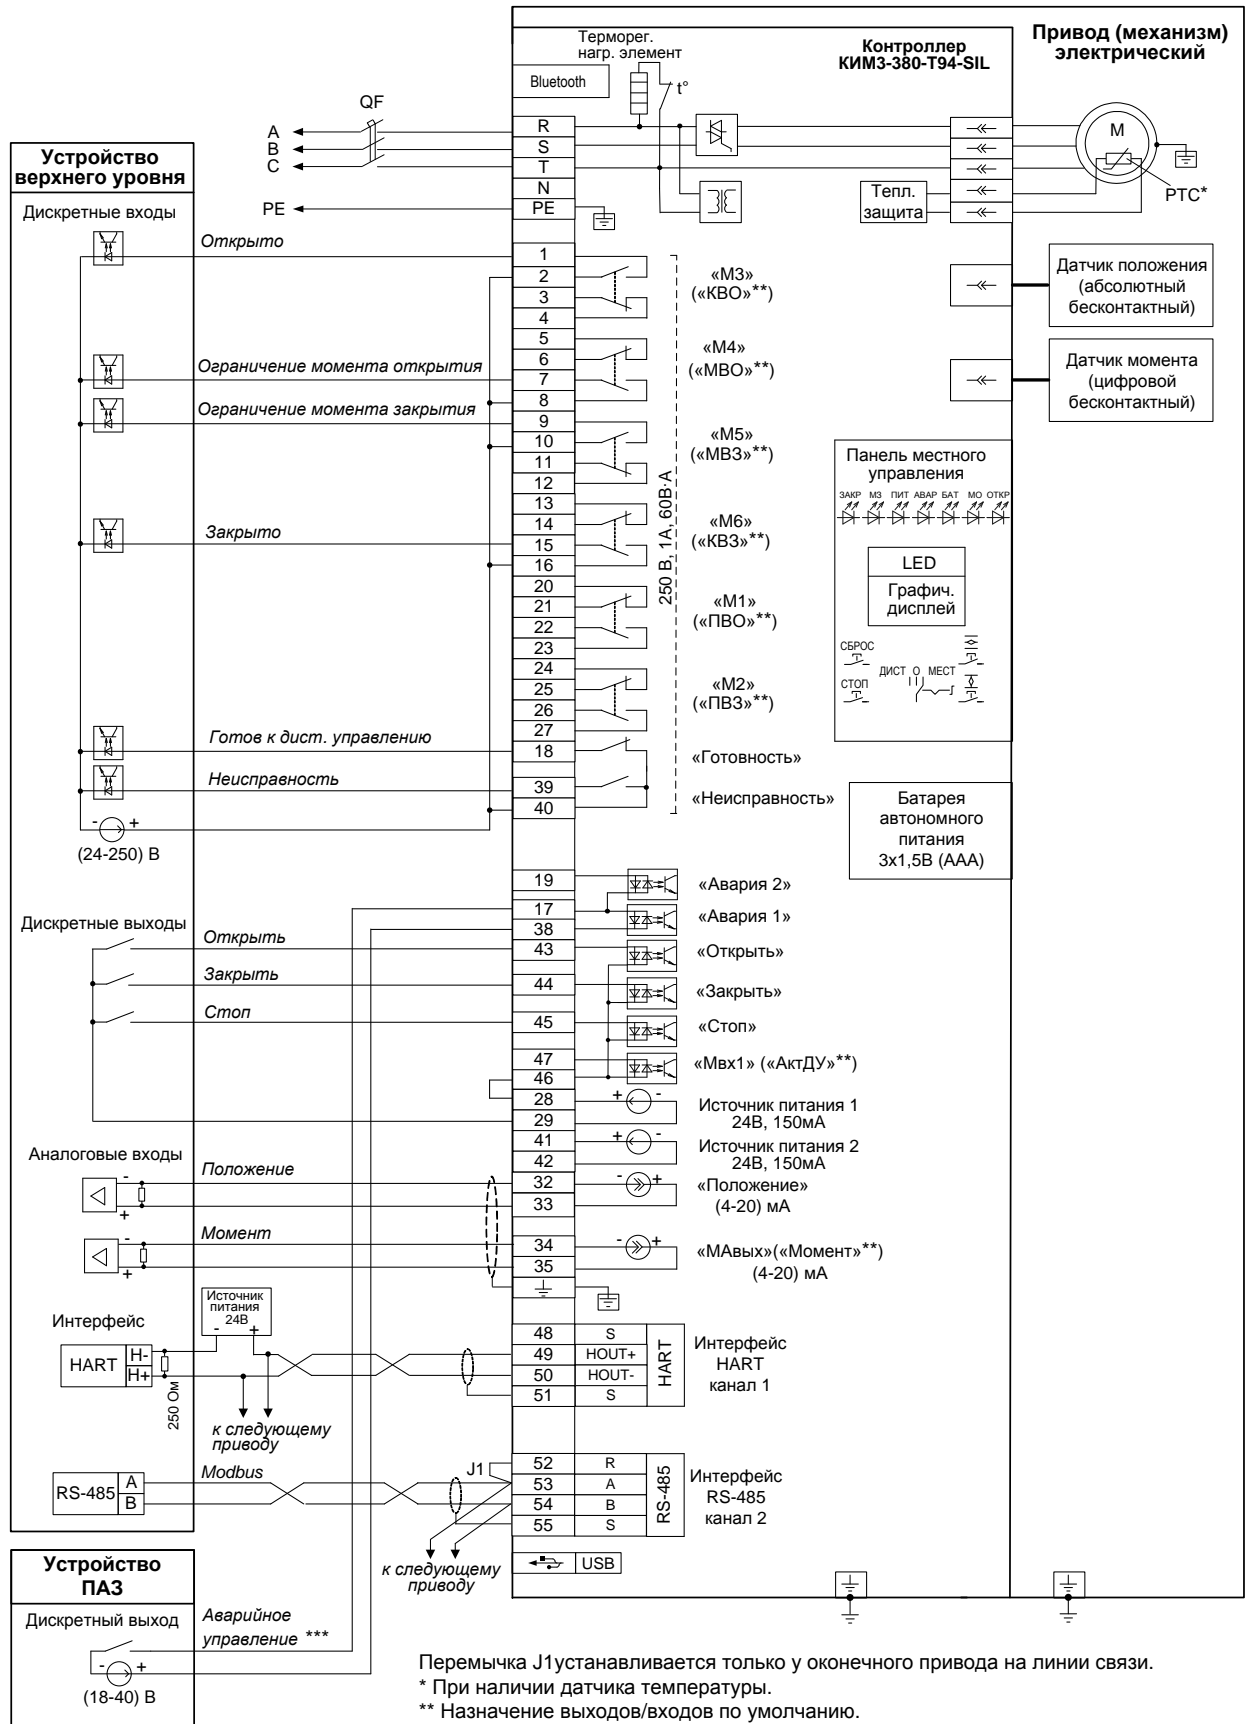 Привод (механизм)
электрический
Контроллер
КИМ3-380-Т94-SIL
Терморег.
нагр. элемент
Bluetooth
t°
QF
A
B
C
PE
R
S
T
N
PE
M
PTC*
Тепл.
защита
Устройство
верхнего уровня
Дискретные входы
Открыто
1
2
3
4
«М3»
(«КВО»**)
Датчик положения
(абсолютный
бесконтактный)
5
6
7
8
Ограничение момента открытия
«М4»
(«МВО»**)
Датчик момента
(цифровой
бесконтактный)
Ограничение момента закрытия
9
10
11
12
«М5»
(«МВЗ»**)
13
14
15
16
Закрыто
«М6»
(«КВЗ»**)
250 В, 1А, 60В·А
20
21
22
23
«М1»
(«ПВО»**)
24
25
26
27
«М2»
(«ПВЗ»**)
Готов к дист. управлению
18
«Готовность»
Неисправность
39
40
«Неисправность»
- +
(24-250) В
Панель местного
управления
ЗАКР МЗ ПИТ АВАР БАТ МО ОТКР
LED
Графич.
дисплей
СБРОС
ДИСТ О МЕСТ
СТОП
Батарея
автономного
питания
3x1,5В (ААА)
19
«Авария 2»
17
38
«Авария 1»
Дискретные выходы
Открыть
43
«Открыть»
Закрыть
44
«Закрыть»
Стоп
45
«Стоп»
47
46
«Мвх1» («АктДУ»**)
28
29
+ -
Источник питания 1
24В, 150мА
41
42
+ -
Источник питания 2
24В, 150мА
Аналоговые входы
Положение
-
+
32
33
- +
«Положение»
(4-20) мА
Момент
-
+
34
35
- +
«МАвых»(«Момент»**)
(4-20) мА
Интерфейс
Источник
питания
24В
- +
HART
H-
H+
250 Ом
к следующему
приводу
48 S
49 HOUT+
50 HOUT-
51 S
HART
Интерфейс
HART
канал 1
Modbus
RS-485
A
B
J1
52 R
53 A
54 B
55 S
RS-485
Интерфейс
RS-485
канал 2
к следующему
приводу
USB
Устройство
ПАЗ
Дискретный выход
Аварийное
управление ***
- +
(18-40) В
Перемычка J1устанавливается только у оконечного привода на линии связи.
* При наличии датчика температуры.
** Назначение выходов/входов по умолчанию.